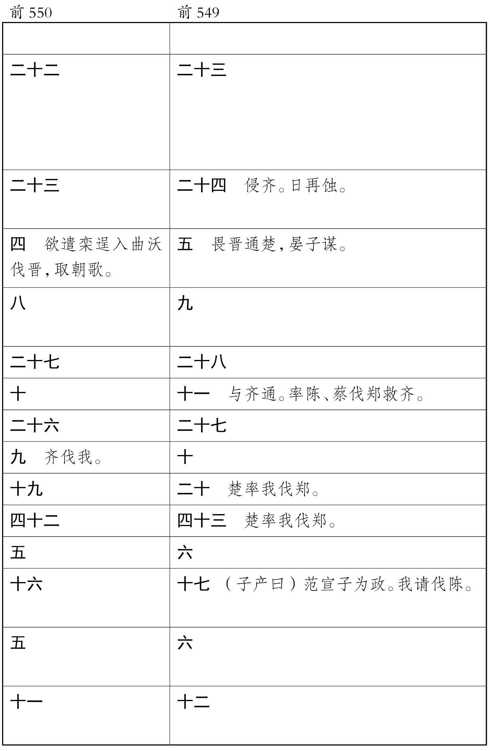 前550 前549
二十二 二十三
二十三 二十四 侵齐。日再蚀。
四 欲遣栾逞入曲沃 五 畏晋通楚，晏子谋。
伐晋，取朝歌。
八 九
二十七 二十八
十 十一 与齐通。率陈、蔡伐郑救齐。
二十六 二十七
九 齐伐我。 十
十九 二十 楚率我伐郑。
四十二 四十三 楚率我伐郑。
五 六
十六 十七 （子产曰）范宣子为政。我请伐陈。
五 六
十一 十二